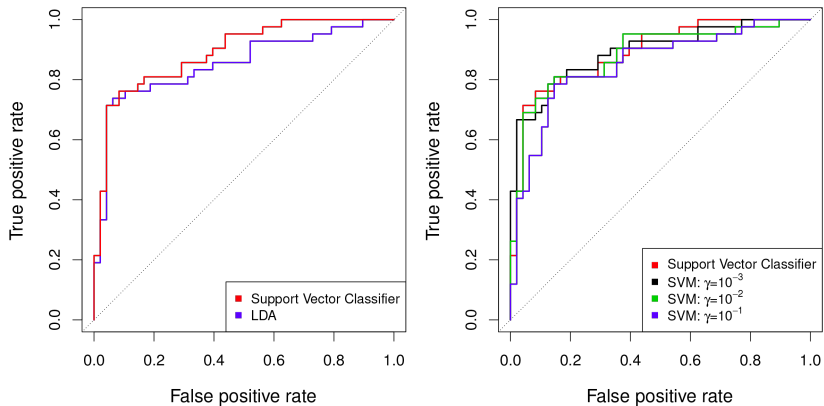 True positive rate
1.0
0.8
0.6
0.4
0.2
0.0
0.0 0.2 0.4 0.6 0.8 1.0
False positive rate
Support Vector Classifier
LDA
True positive rate
1.0
0.8
0.6
0.4
0.2
0.0
0.0 0.2 0.4 0.6 0.8 1.0
False positive rate
Support Vector Classifier
SVM: γ=10⁻³
SVM: γ=10⁻²
SVM: γ=10⁻¹